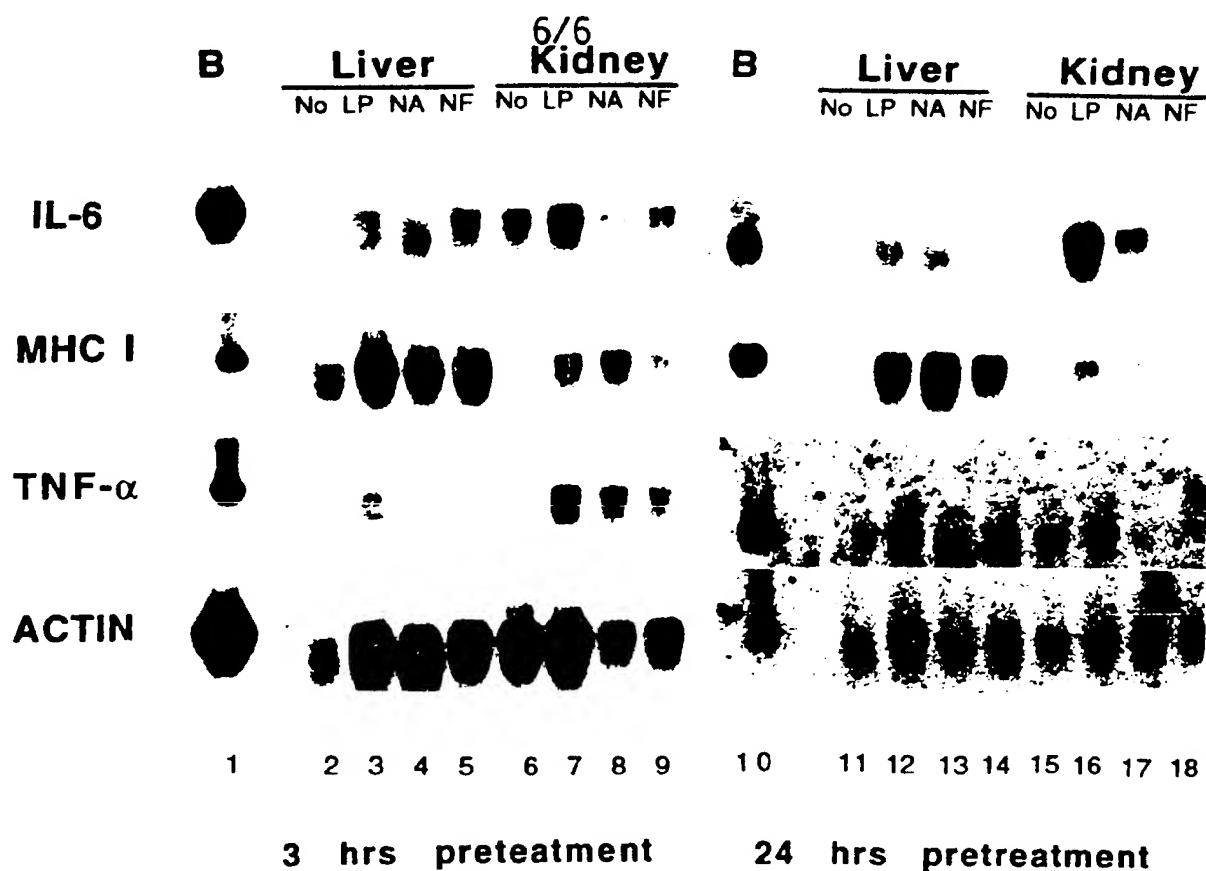 6/6
B Liver Kidney B Liver Kidney
No LP NA NF No LP NA NF No LP NA NF No LP NA NF
IL-6
MHC I
TNF-α
ACTIN
1 2 3 4 5 6 7 8 9 10 11 12 13 14 15 16 17 18
3 hrs preteatment 24 hrs pretreatment